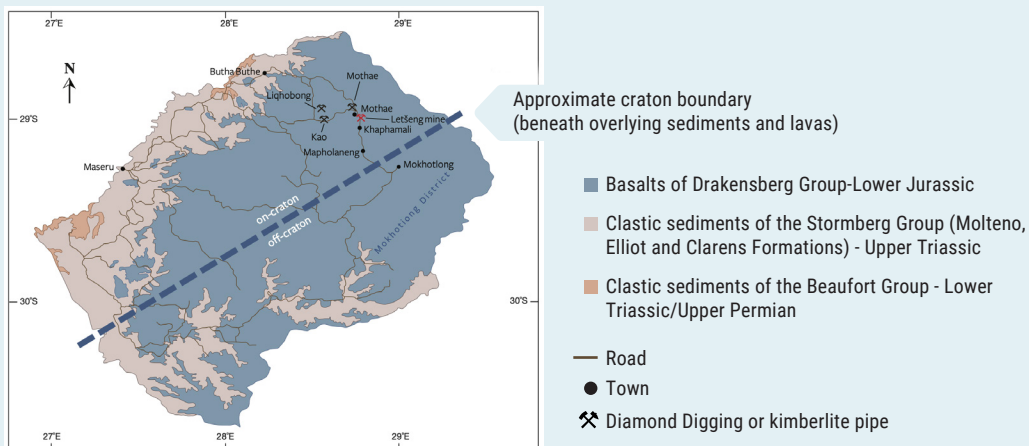 27°E
28°E
29°E
N
Butha Buthe
Mothae
Liqhobong
Mothae
Letšeng mine
29°S
Kao
Khaphamali
Mapholaneng
Mokhotlong
Maseru
on-craton
off-craton
Mokhotlong District
30°S
30°S
27°E
28°E
29°E
Approximate craton boundary
(beneath overlying sediments and lavas)
Basalts of Drakensberg Group-Lower Jurassic
Clastic sediments of the Stormberg Group (Molteno,
Elliot and Clarens Formations) - Upper Triassic
Clastic sediments of the Beaufort Group - Lower
Triassic/Upper Permian
Road
Town
Diamond Digging or kimberlite pipe